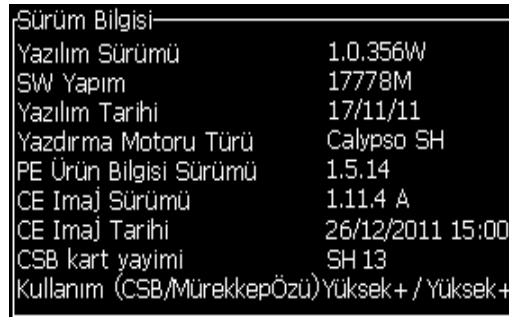 Sürüm Bilgisi
Yazılım Sürümü 1.0.356W
SW Yapım 17778M
Yazılım Tarihi 17/11/11
Yazdırma Motoru Türü Calypso SH
PE Ürün Bilgisi Sürümü 1.5.14
CE Imaj Sürümü 1.11.4 A
CE Imaj Tarihi 26/12/2011 15:00
CSB kart yayimi SH 13
Kullanım (CSB/MürekkepÖzü) Yüksek+ / Yüksek+